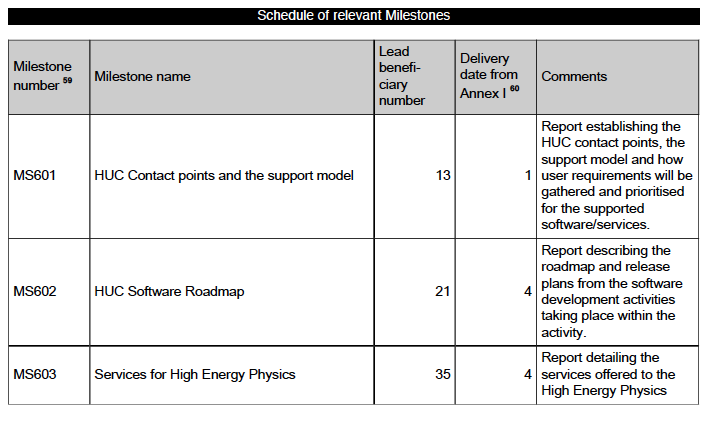 Schedule of relevant Milestones
Milestone
number 59
Milestone name
Lead
benefi-
ciary
number
Delivery
date from
Annex I 60
Comments
MS601
HUC Contact points and the support model
13
1
Report establishing the
HUC contact points, the
support model and how
user requirements will be
gathered and prioritised
for the supported
software/services.
MS602
HUC Software Roadmap
21
4
Report describing the
roadmap and release
plans from the software
development activities
taking place within the
activity.
MS603
Services for High Energy Physics
35
4
Report detailing the
services offered to the
High Energy Physics